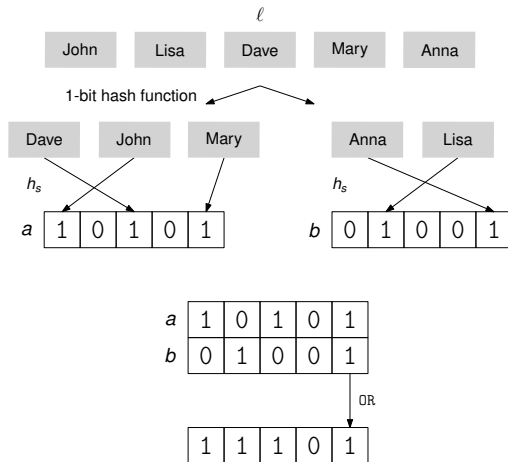 ℓ
John Lisa Dave Mary Anna
1-bit hash function
Dave John Mary Anna Lisa
hs hs
a 1 0 1 0 1 b 0 1 0 0 1
a 1 0 1 0 1
b 0 1 0 0 1
OR
1 1 1 0 1